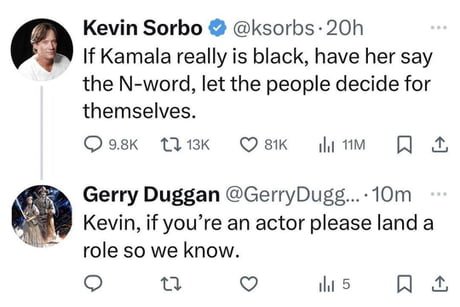 Kevin Sorbo @ksorbs · 20h
If Kamala really is black, have her say
the N-word, let the people decide for
themselves.
9.8K 13K 81K 11M
Gerry Duggan @GerryDugg... · 10m
Kevin, if you're an actor please land a
role so we know.
5